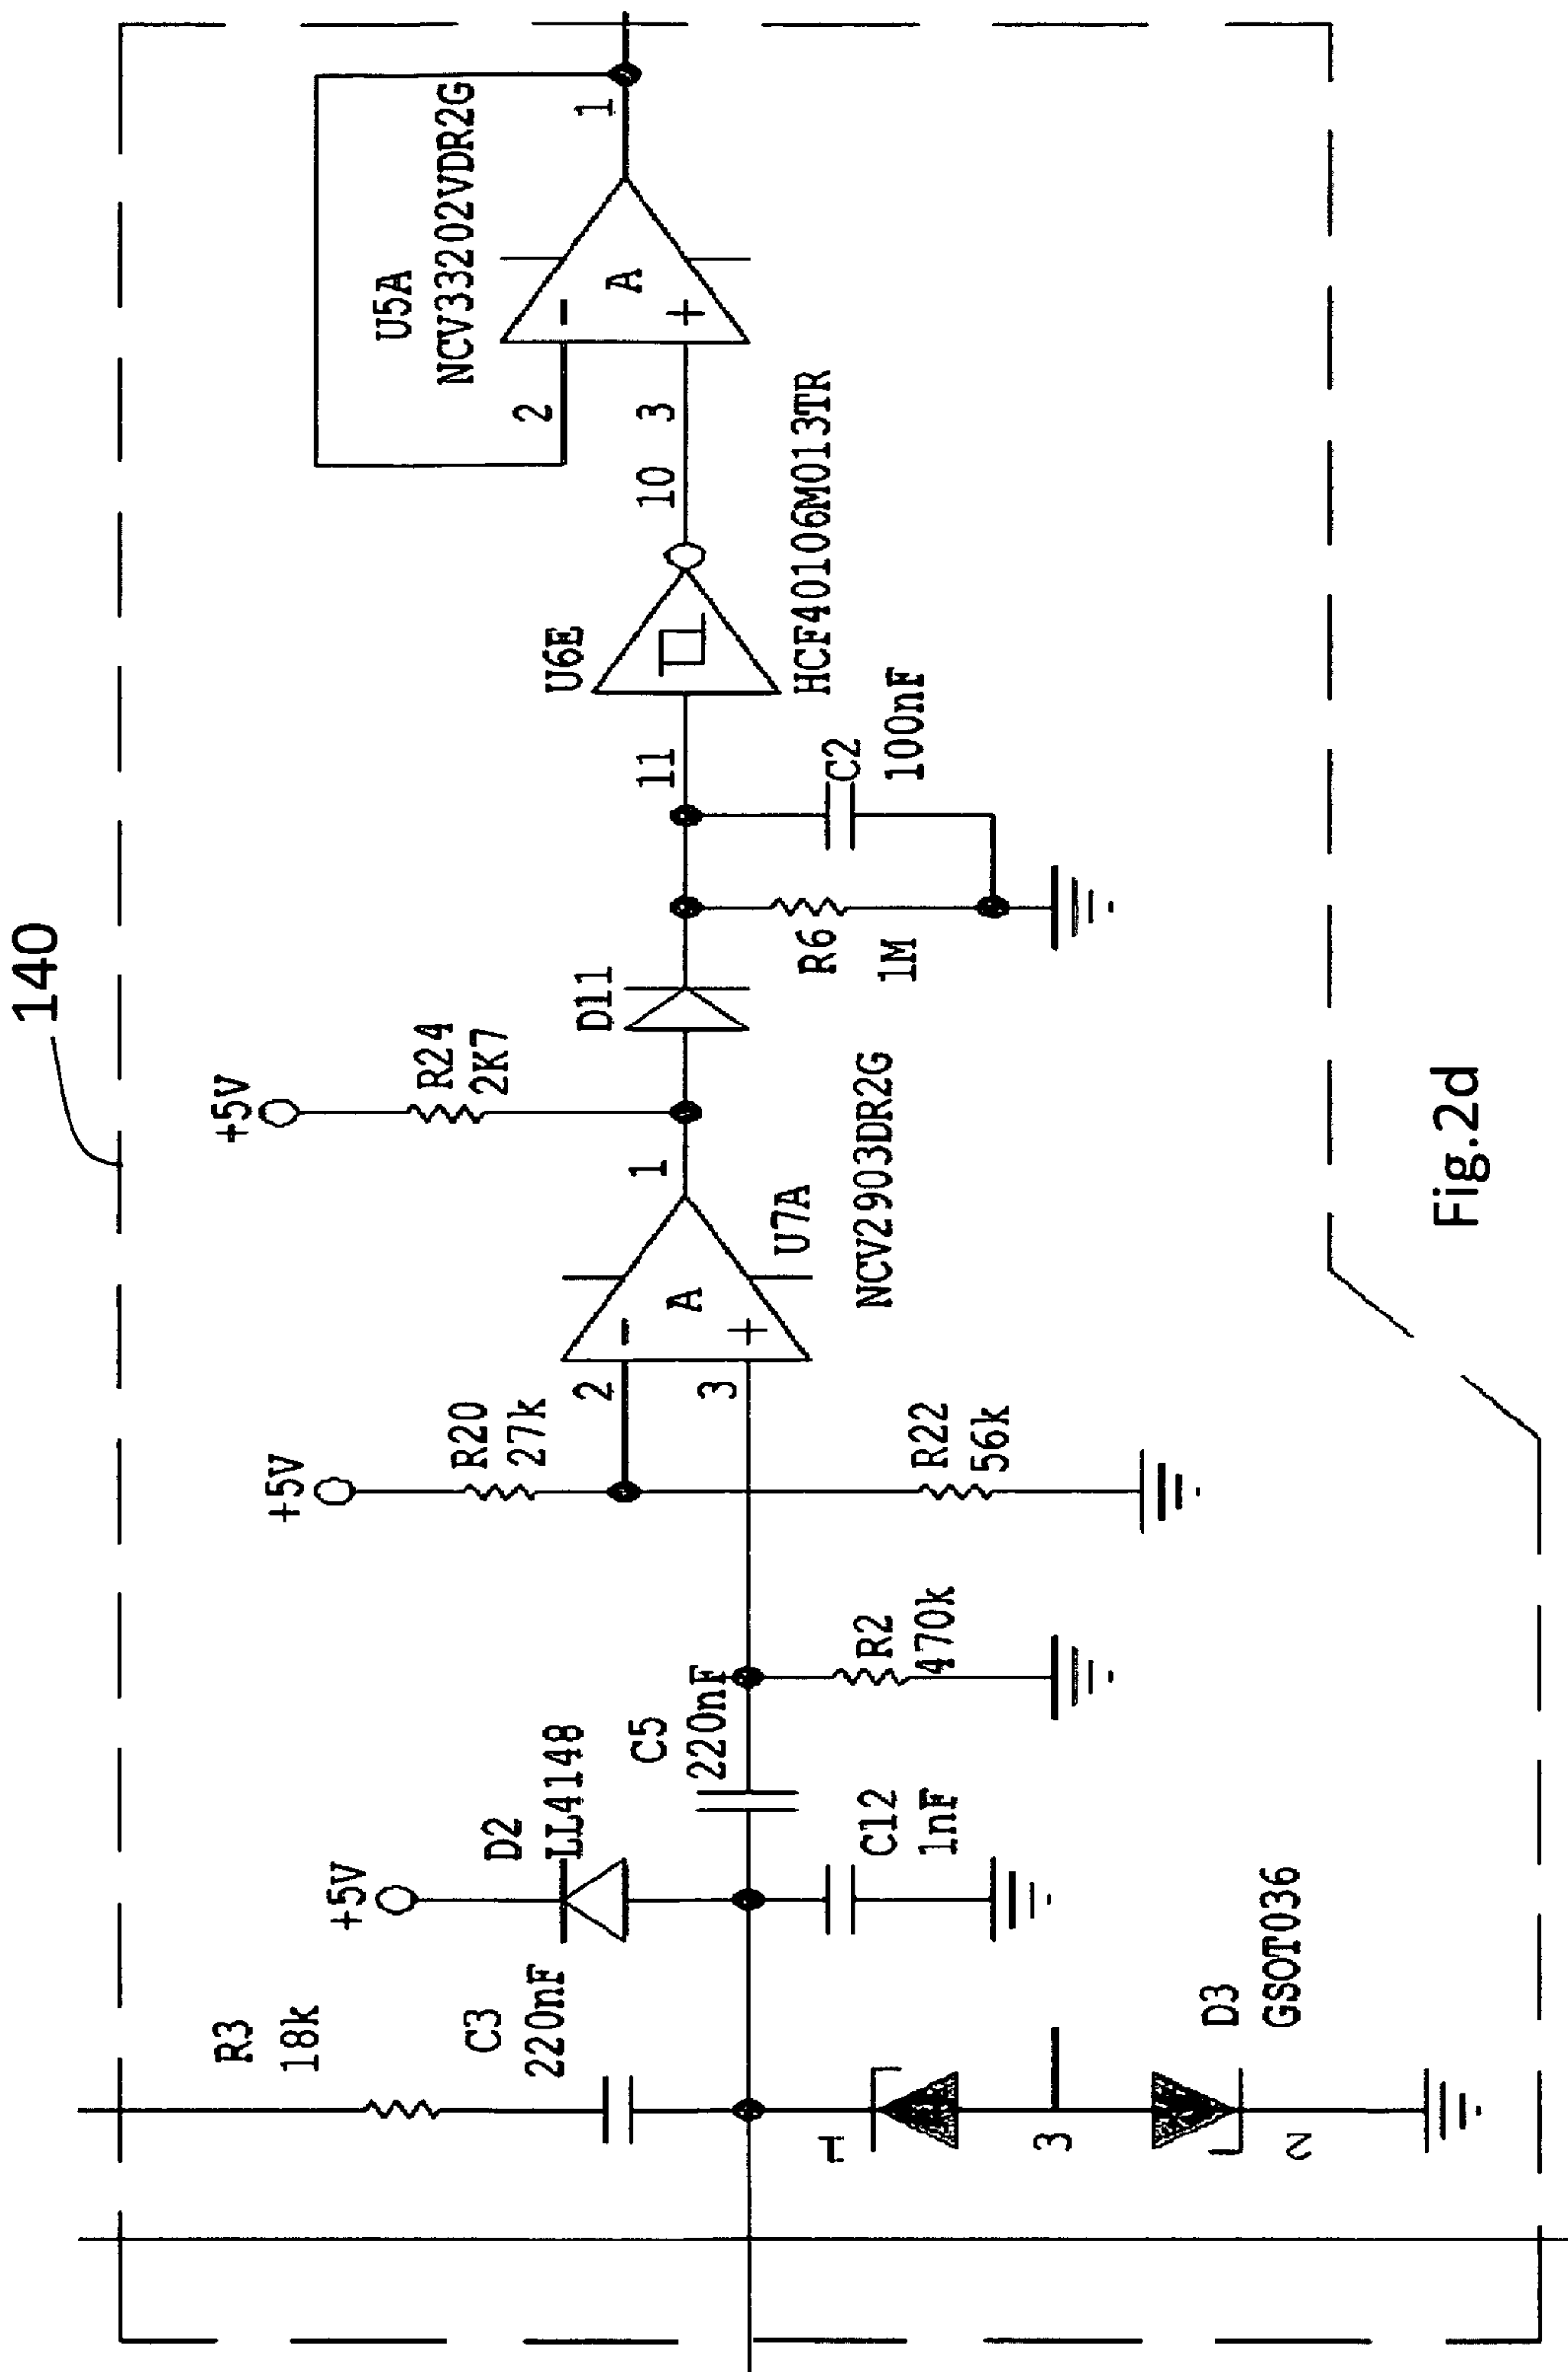 140
R3
18k
C3
220nF
1
3
2
D3
GSOT036
+5V
D2
LL4148
C12
1nF
C5
220nF
R2
470k
+5V
R20
27k
R22
56k
2
3
-
+
A
1
U7A
NCV2903DR2G
+5V
R24
2K7
D11
R6
1M
C2
100nF
11
U6E
10
HCF40106M013TR
2
3
-
+
A
1
U5A
NCV33202VDR2G
Fig.2d